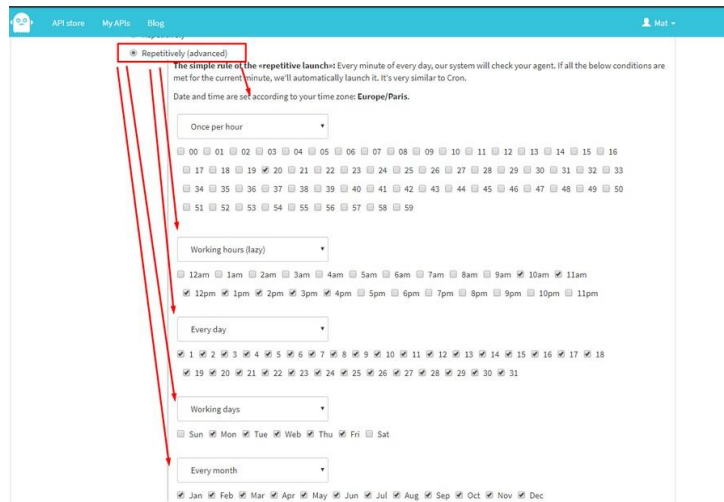 API store My APIs Blog Mat
Repetitively
Repetitively (advanced)
The simple rule of the «repetitive launch»: Every minute of every day, our system will check your agent. If all the below conditions are
met for the current minute, we'll automatically launch it. It's very similar to Cron.
Date and time are set according to your time zone: Europe/Paris.
Once per hour
00 01 02 03 04 05 06 07 08 09 10 11 12 13 14 15 16
17 18 19 20 21 22 23 24 25 26 27 28 29 30 31 32 33
34 35 36 37 38 39 40 41 42 43 44 45 46 47 48 49 50
51 52 53 54 55 56 57 58 59
Working hours (lazy)
12am 1am 2am 3am 4am 5am 6am 7am 8am 9am 10am 11am
12pm 1pm 2pm 3pm 4pm 5pm 6pm 7pm 8pm 9pm 10pm 11pm
Every day
1 2 3 4 5 6 7 8 9 10 11 12 13 14 15 16 17 18
19 20 21 22 23 24 25 26 27 28 29 30 31
Working days
Sun Mon Tue Web Thu Fri Sat
Every month
Jan Feb Mar Apr May Jun Jul Aug Sep Oct Nov Dec